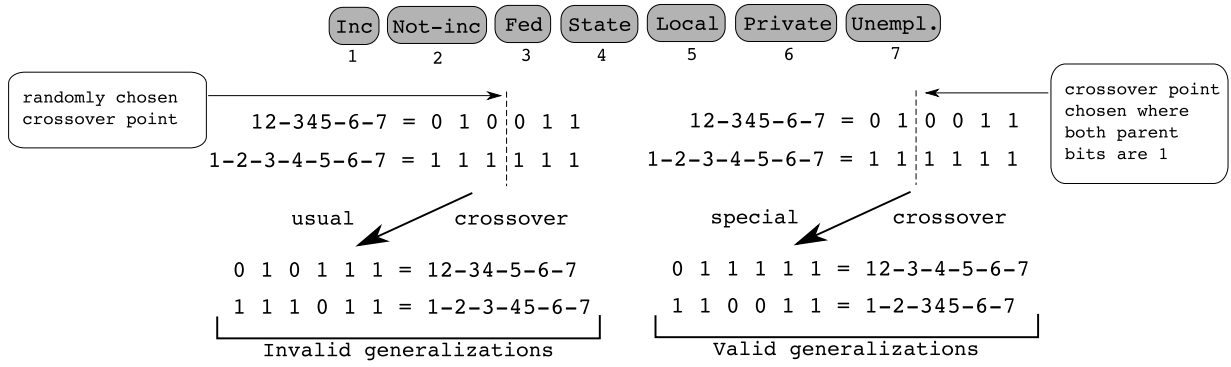 Inc Not-inc Fed State Local Private Unempl.
1 2 3 4 5 6 7
randomly chosen
crossover point
12-345-6-7 = 0 1 0 0 1 1
1-2-3-4-5-6-7 = 1 1 1 1 1 1
usual crossover
0 1 0 1 1 1 = 12-34-5-6-7
1 1 1 0 1 1 = 1-2-3-45-6-7
Invalid generalizations
crossover point
chosen where
both parent
bits are 1
12-345-6-7 = 0 1 0 0 1 1
1-2-3-4-5-6-7 = 1 1 1 1 1 1
special crossover
0 1 1 1 1 1 = 12-3-4-5-6-7
1 1 0 0 1 1 = 1-2-345-6-7
Valid generalizations